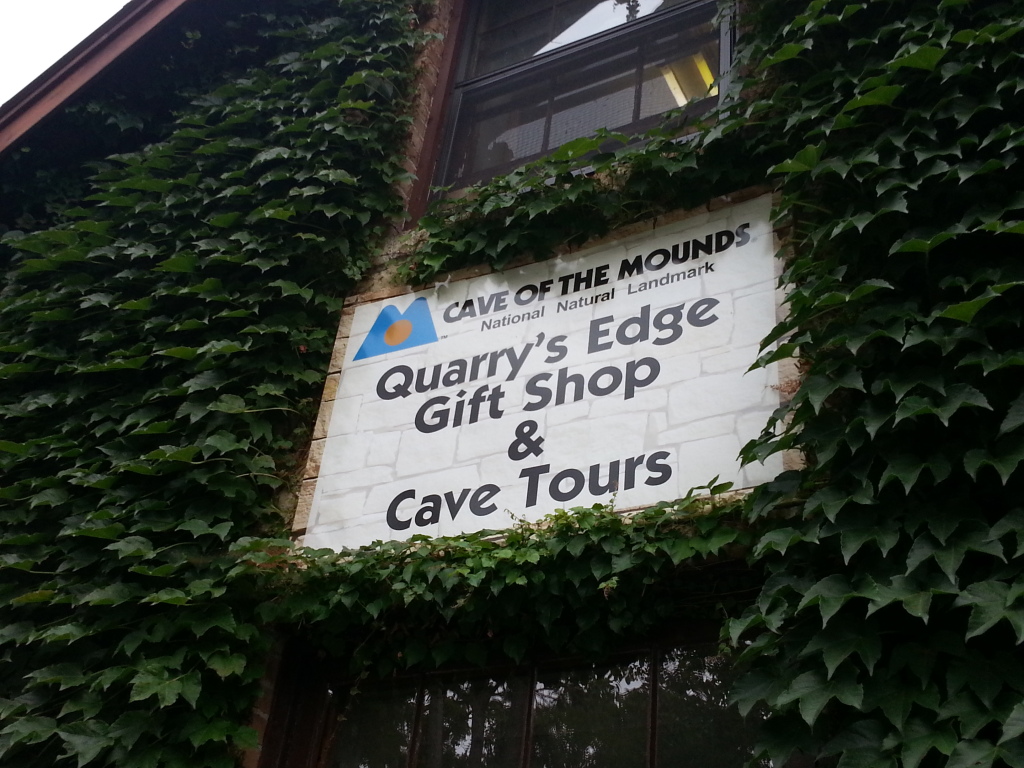 CAVE OF THE MOUNDS
National Natural Landmark
Quarry's Edge
Gift Shop
&
Cave Tours